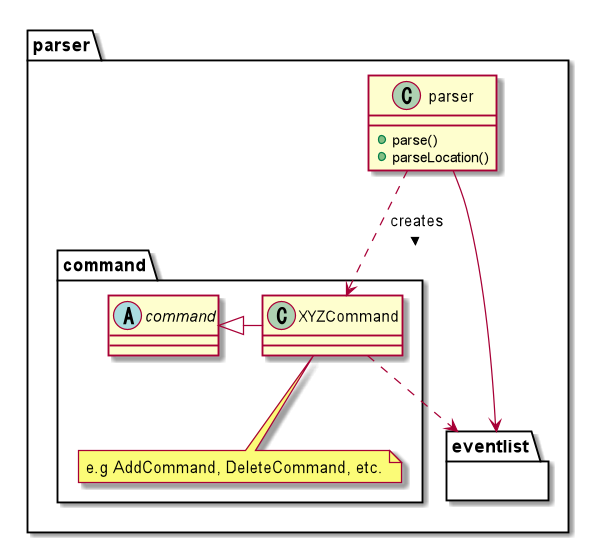 parser
C parser
parse()
parseLocation()
creates
command
A command
C XYZCommand
e.g AddCommand, DeleteCommand, etc.
eventlist